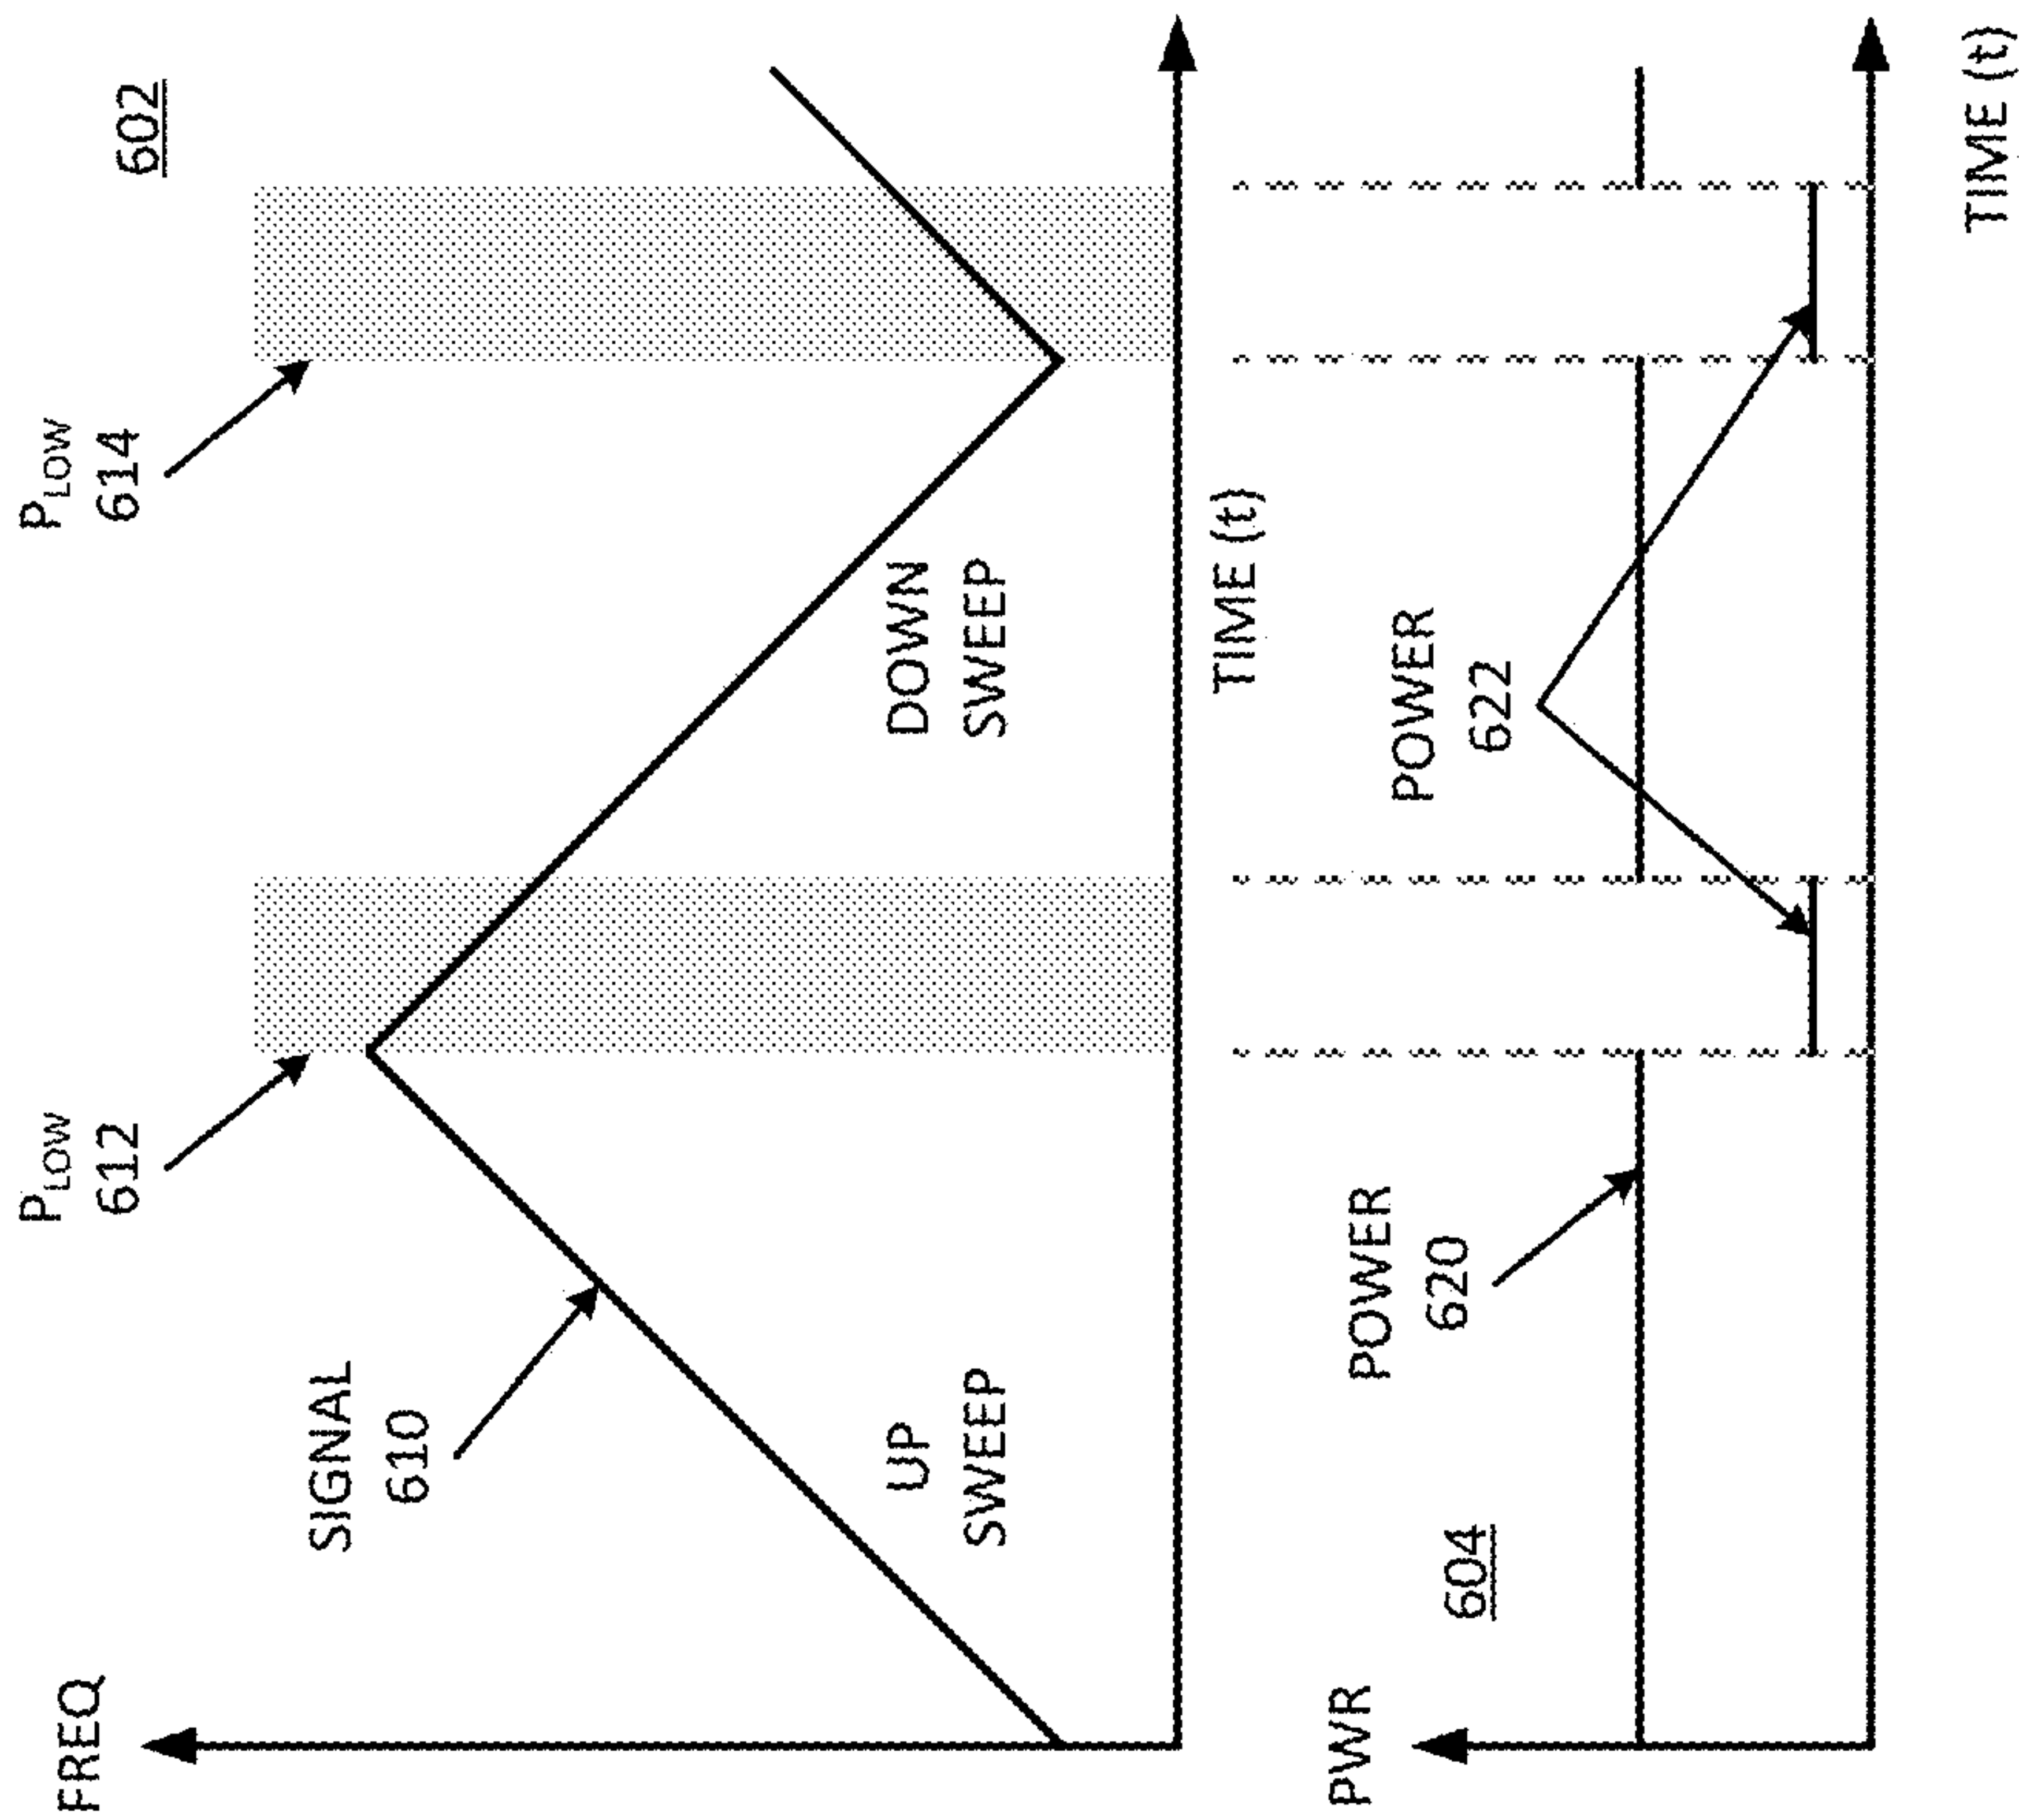 FREQ
P_LOW
612
P_LOW
614
602
SIGNAL
610
UP
SWEEP
DOWN
SWEEP
TIME (t)
PWR
604
POWER
620
POWER
622
TIME (t)